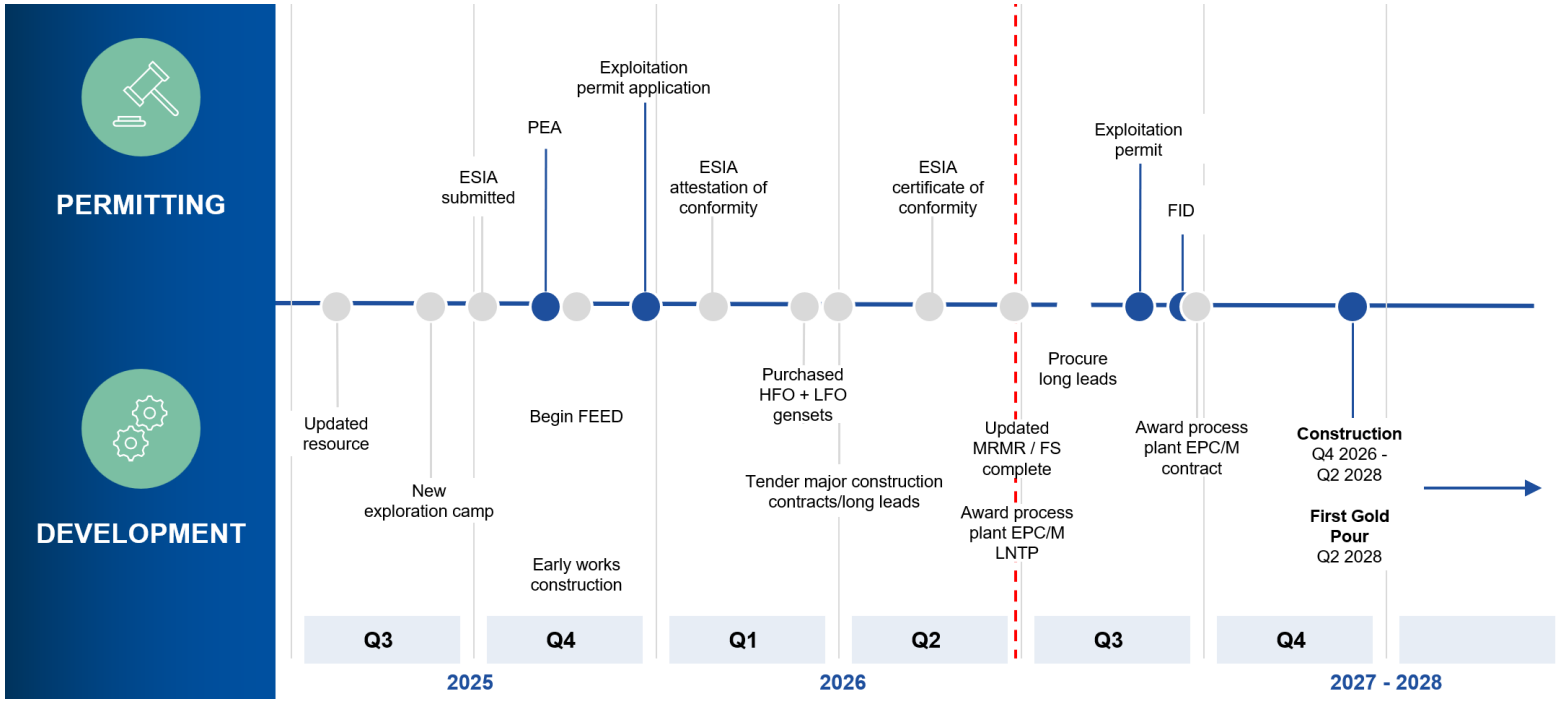 PERMITTING
DEVELOPMENT
Exploitation
permit application
PEA
ESIA
submitted
ESIA
attestation of
conformity
ESIA
certificate of
conformity
Exploitation
permit
FID
Updated
resource
New
exploration camp
Begin FEED
Early works
construction
Purchased
HFO + LFO
gensets
Tender major construction
contracts/long leads
Updated
MRMR / FS
complete
Award process
plant EPC/M
LNTP
Procure
long leads
Award process
plant EPC/M
contract
Construction
Q4 2026 -
Q2 2028
First Gold
Pour
Q2 2028
Q3
Q4
Q1
Q2
Q3
Q4
2025
2026
2027 - 2028